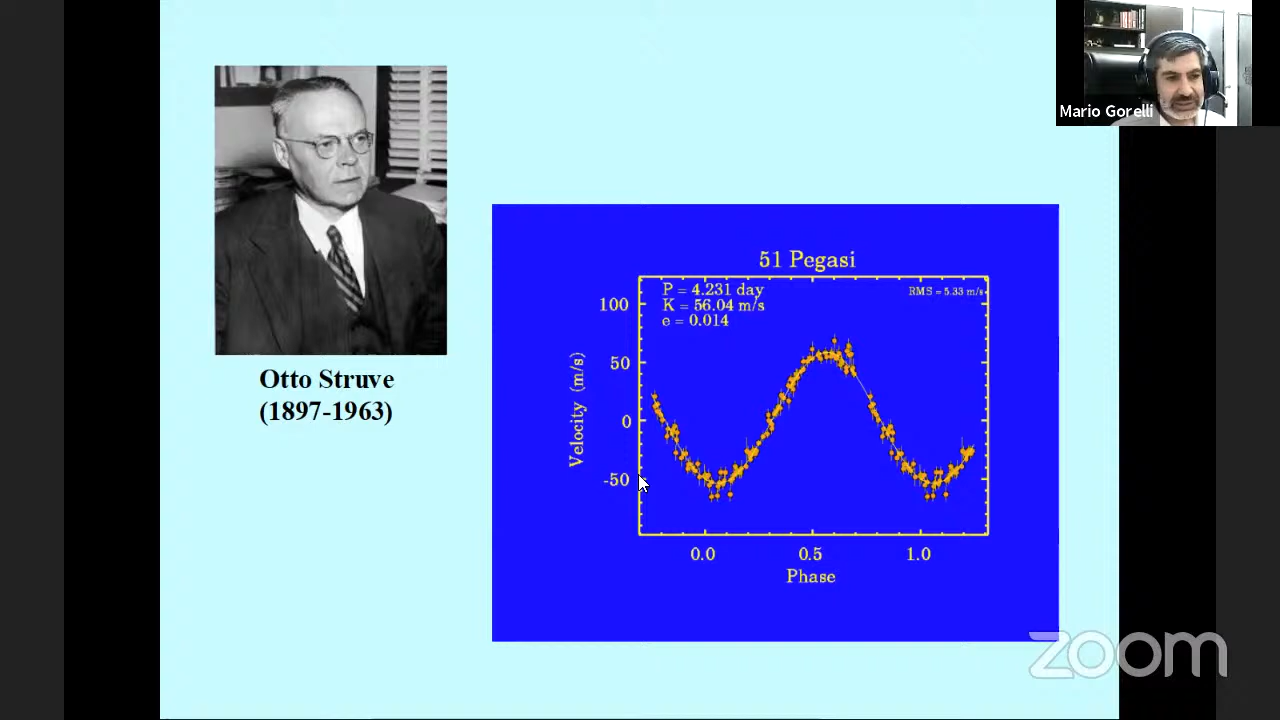 Mario Gorelli
Otto Struve
(1897-1963)
51 Pegasi
P = 4.231 day
K = 56.04 m/s
e = 0.014
RMS = 5.33 m/s
100
50
0
-50
Velocity (m/s)
0.0 0.5 1.0
Phase
zoom